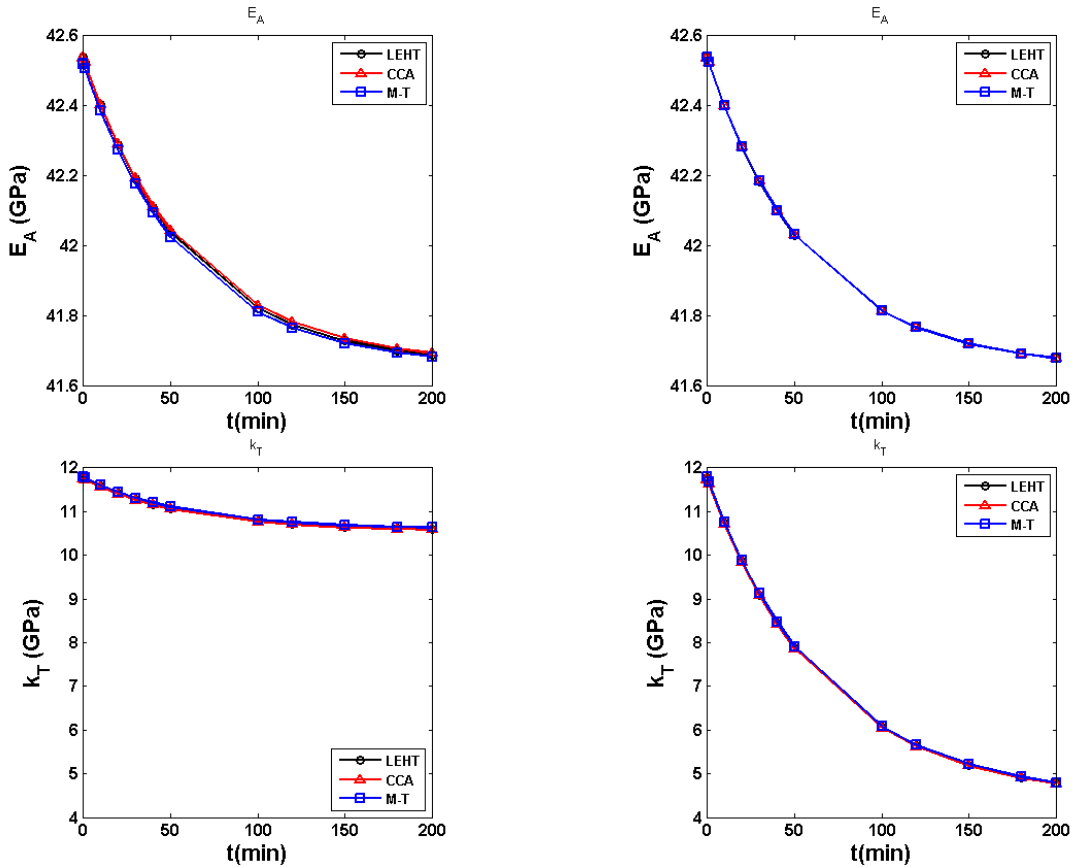 E_A
42.6
42.4
42.2
42
41.8
41.6
E_A (GPa)
0 50 100 150 200
t(min)
LEHT
CCA
M-T
E_A
42.6
42.4
42.2
42
41.8
41.6
E_A (GPa)
0 50 100 150 200
t(min)
LEHT
CCA
M-T
k_T
12
11
10
9
8
7
6
5
4
k_T (GPa)
0 50 100 150 200
t(min)
LEHT
CCA
M-T
k_T
12
11
10
9
8
7
6
5
4
k_T (GPa)
0 50 100 150 200
t(min)
LEHT
CCA
M-T